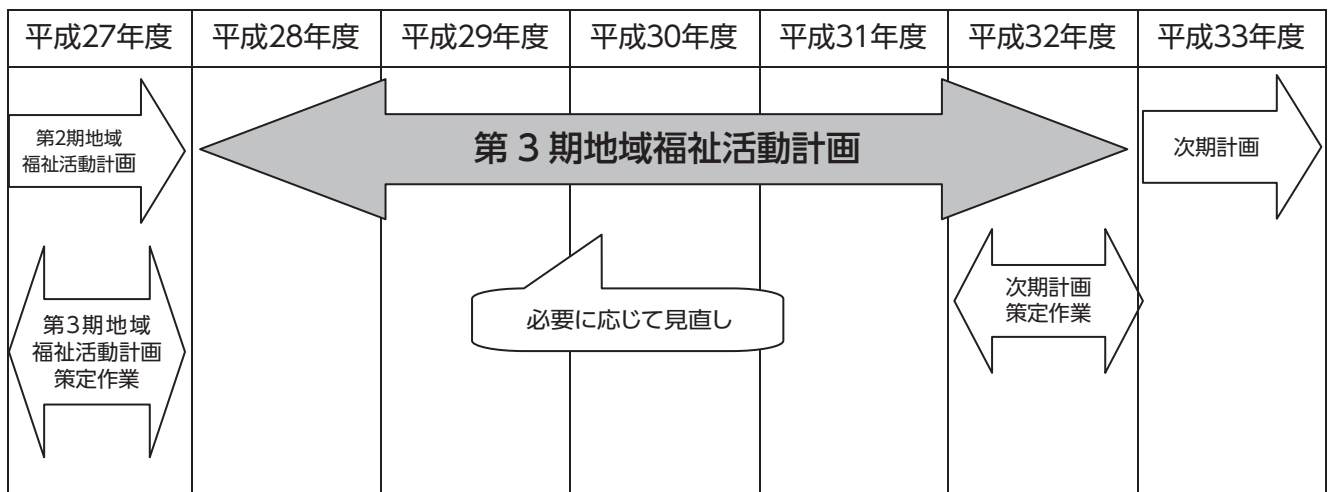 平成27年度
平成28年度
平成29年度
平成30年度
平成31年度
平成32年度
平成33年度
第2期地域
福祉活動計画
第3期地域福祉活動計画
次期計画
第3期地域
福祉活動計画
策定作業
必要に応じて見直し
次期計画
策定作業